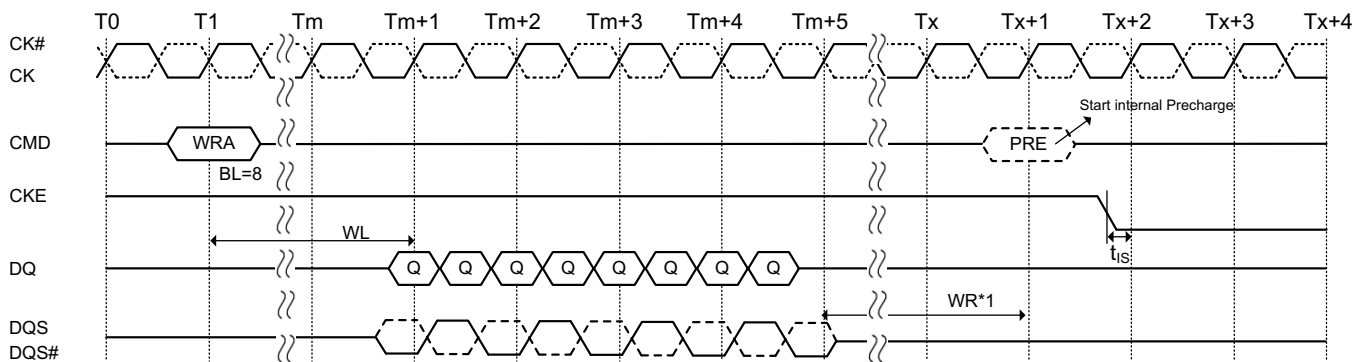 T0 T1 Tm Tm+1 Tm+2 Tm+3 Tm+4 Tm+5 Tx Tx+1 Tx+2 Tx+3 Tx+4
CK#
CK
Start internal Precharge
CMD WRA PRE
BL=8
CKE
WL
tIS
DQ Q Q Q Q Q Q Q Q
WR*1
DQS
DQS#